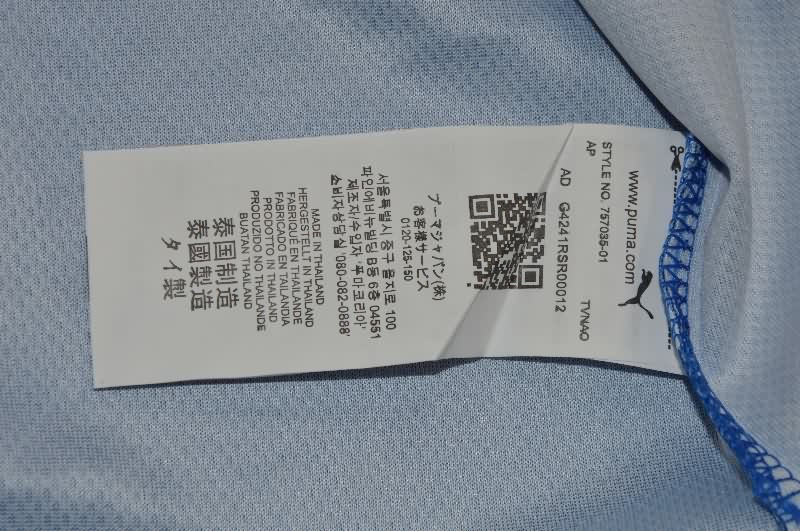 www.puma.com
STYLE NO. 757035-01
AP
AD G4241RSR00012 TVNAO
プーマジャパン(株)
お客様サービス
0120-125-150
서울특별시 중구 을지로 100
파인에비뉴빌딩 B동 6층 04551
제조자/수입자 '푸마코리아'
소비자상담실 '080-082-0888'
MADE IN THAILAND
HERGESTELLT IN THAILAND
FABRIQUÉ EN THAILANDE
FABRICADO EN TAILANDIA
PRODOTTO IN THAILAND
PRODUZIDO NO THAILANDE
BUATAN THAILAND
泰国制造
泰國製造
タイ製